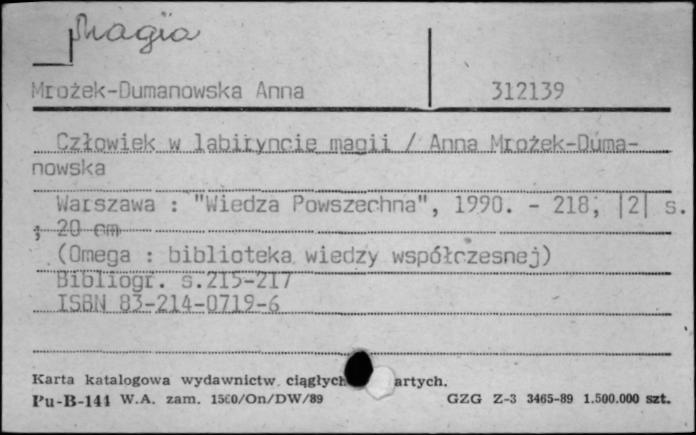 Magia
Mrożek-Dumanowska Anna 312139
Człowiek w labiryncie magii / Anna Mrożek-Duma-
nowska
Warszawa : "Wiedza Powszechna", 1990. - 218, |2| s.
; 20 cm
(Omega : biblioteka wiedzy współczesnej)
Bibliogr. s.215-217
ISBN 83-214-0719-6
Karta katalogowa wydawnictw ciągłych artych.
Pu-B-144 W.A. zam. 1560/On/DW/89 GZG Z-3 3465-89 1.500.000 szt.